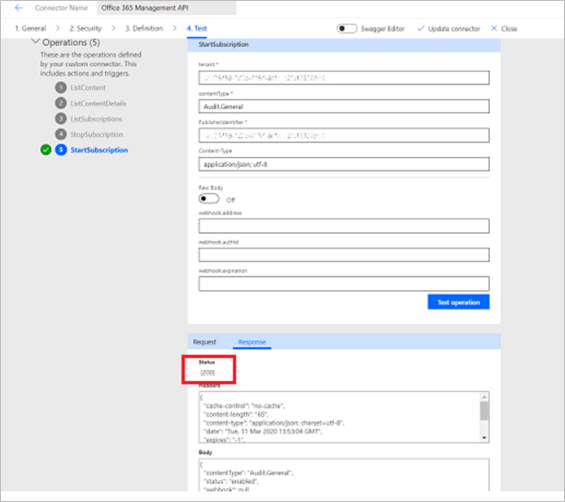 Connector Name Office 365 Management API
1. General 2. Security 3. Definition 4. Test Swagger Editor Update connector Close
Operations (5)
These are the operations defined
by your custom connector. This
includes actions and triggers.
1 ListContent
2 ListContentDetails
3 ListSubscriptions
4 StopSubscription
5 StartSubscription
StartSubscription
tenant *
contentType *
Audit.General
PublisherIdentifier *
Content-Type
application/json; utf-8
Raw Body
Off
webhook.address
webhook.authId
webhook.expiration
Test operation
Request Response
Status
(200)
Headers
{
"cache-control": "no-cache",
"content-length": "65",
"content-type": "application/json; charset=utf-8",
"date": "Tue, 31 Mar 2020 13:53:04 GMT",
"expires": "-1",
Body
{
"contentType": "Audit.General",
"status": "enabled",
"webhook": null